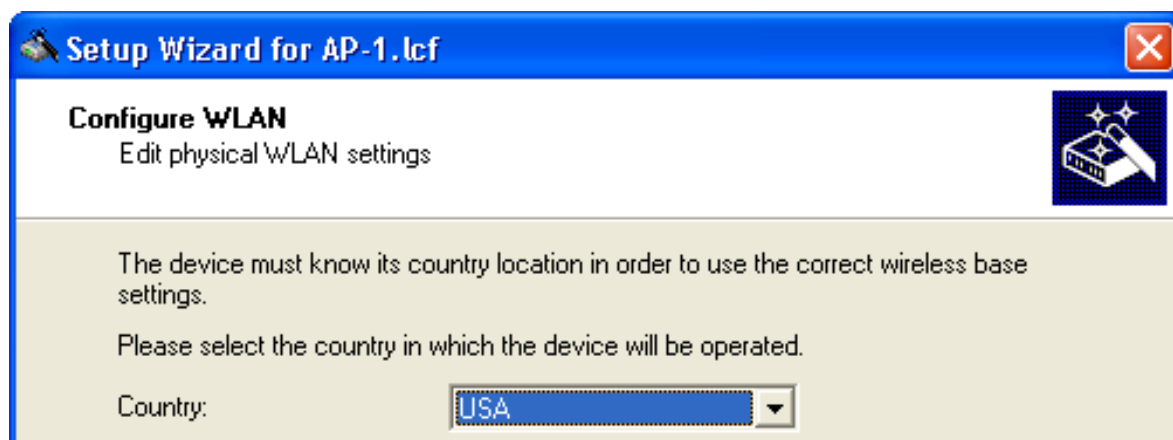 Setup Wizard for AP-1.lcf
Configure WLAN
Edit physical WLAN settings
The device must know its country location in order to use the correct wireless base
settings.
Please select the country in which the device will be operated.
Country: USA